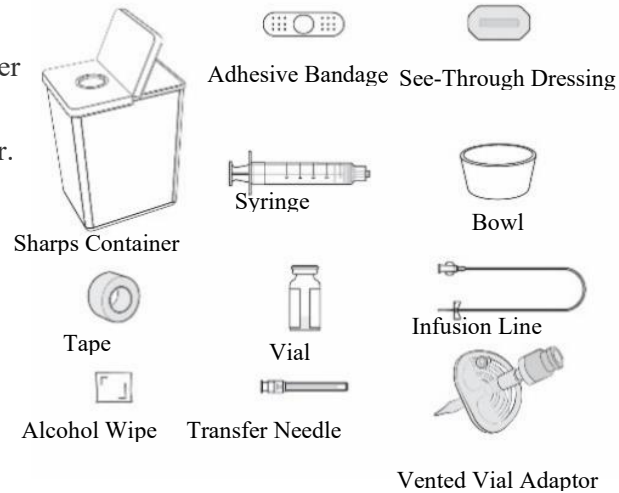 er
r.
Adhesive Bandage See-Through Dressing
Syringe
Bowl
Sharps Container
Tape
Vial
Infusion Line
Alcohol Wipe Transfer Needle
Vented Vial Adaptor